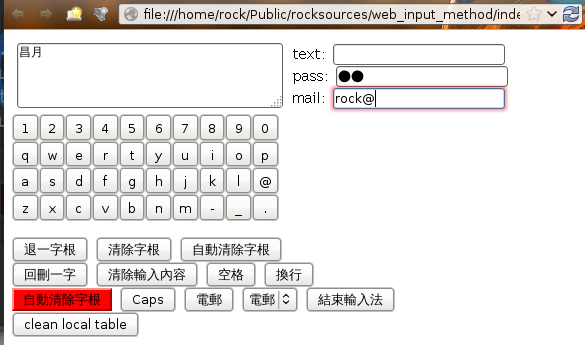 file:///home/rock/Public/rocksources/web_input_method/inde
昌月
text:
pass: ●●
mail: rock@
1 2 3 4 5 6 7 8 9 0
q w e r t y u i o p
a s d f g h j k l @
z x c v b n m - _ .
退一字根 清除字根 自動清除字根
回刪一字 清除輸入內容 空格 換行
自動清除字根 Caps 電郵 電郵 結束輸入法
clean local table